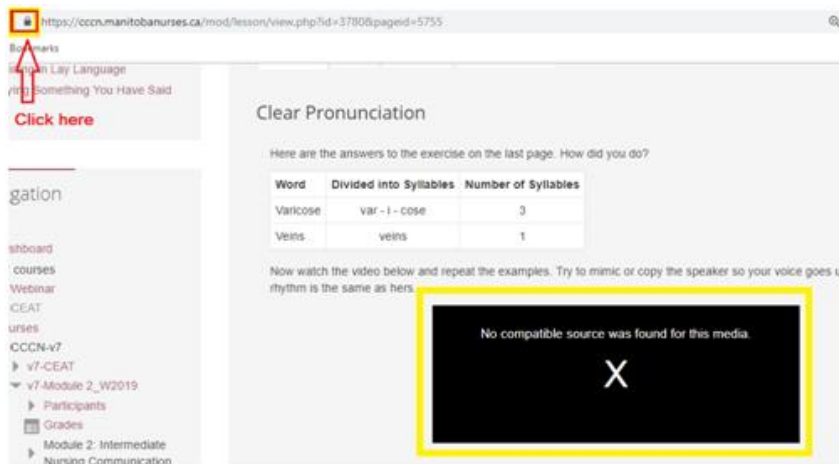 https://cccn.manitobanurses.ca/mod/lesson/view.php?id=3780&pageid=5755
Bookmarks
in Lay Language
ying Something You Have Said
Click here
Clear Pronunciation
Here are the answers to the exercise on the last page. How did you do?
Word Divided into Syllables Number of Syllables
Varicose var - i - cose 3
Veins veins 1
Now watch the video below and repeat the examples. Try to mimic or copy the speaker so your voice goes u
rhythm is the same as hers.
No compatible source was found for this media.
X
gation
shboard
courses
Webinar
CEAT
urses
CCCN-v7
v7-CEAT
v7-Module 2_W2019
Participants
Grades
Module 2: Intermediate
Nursing Communication